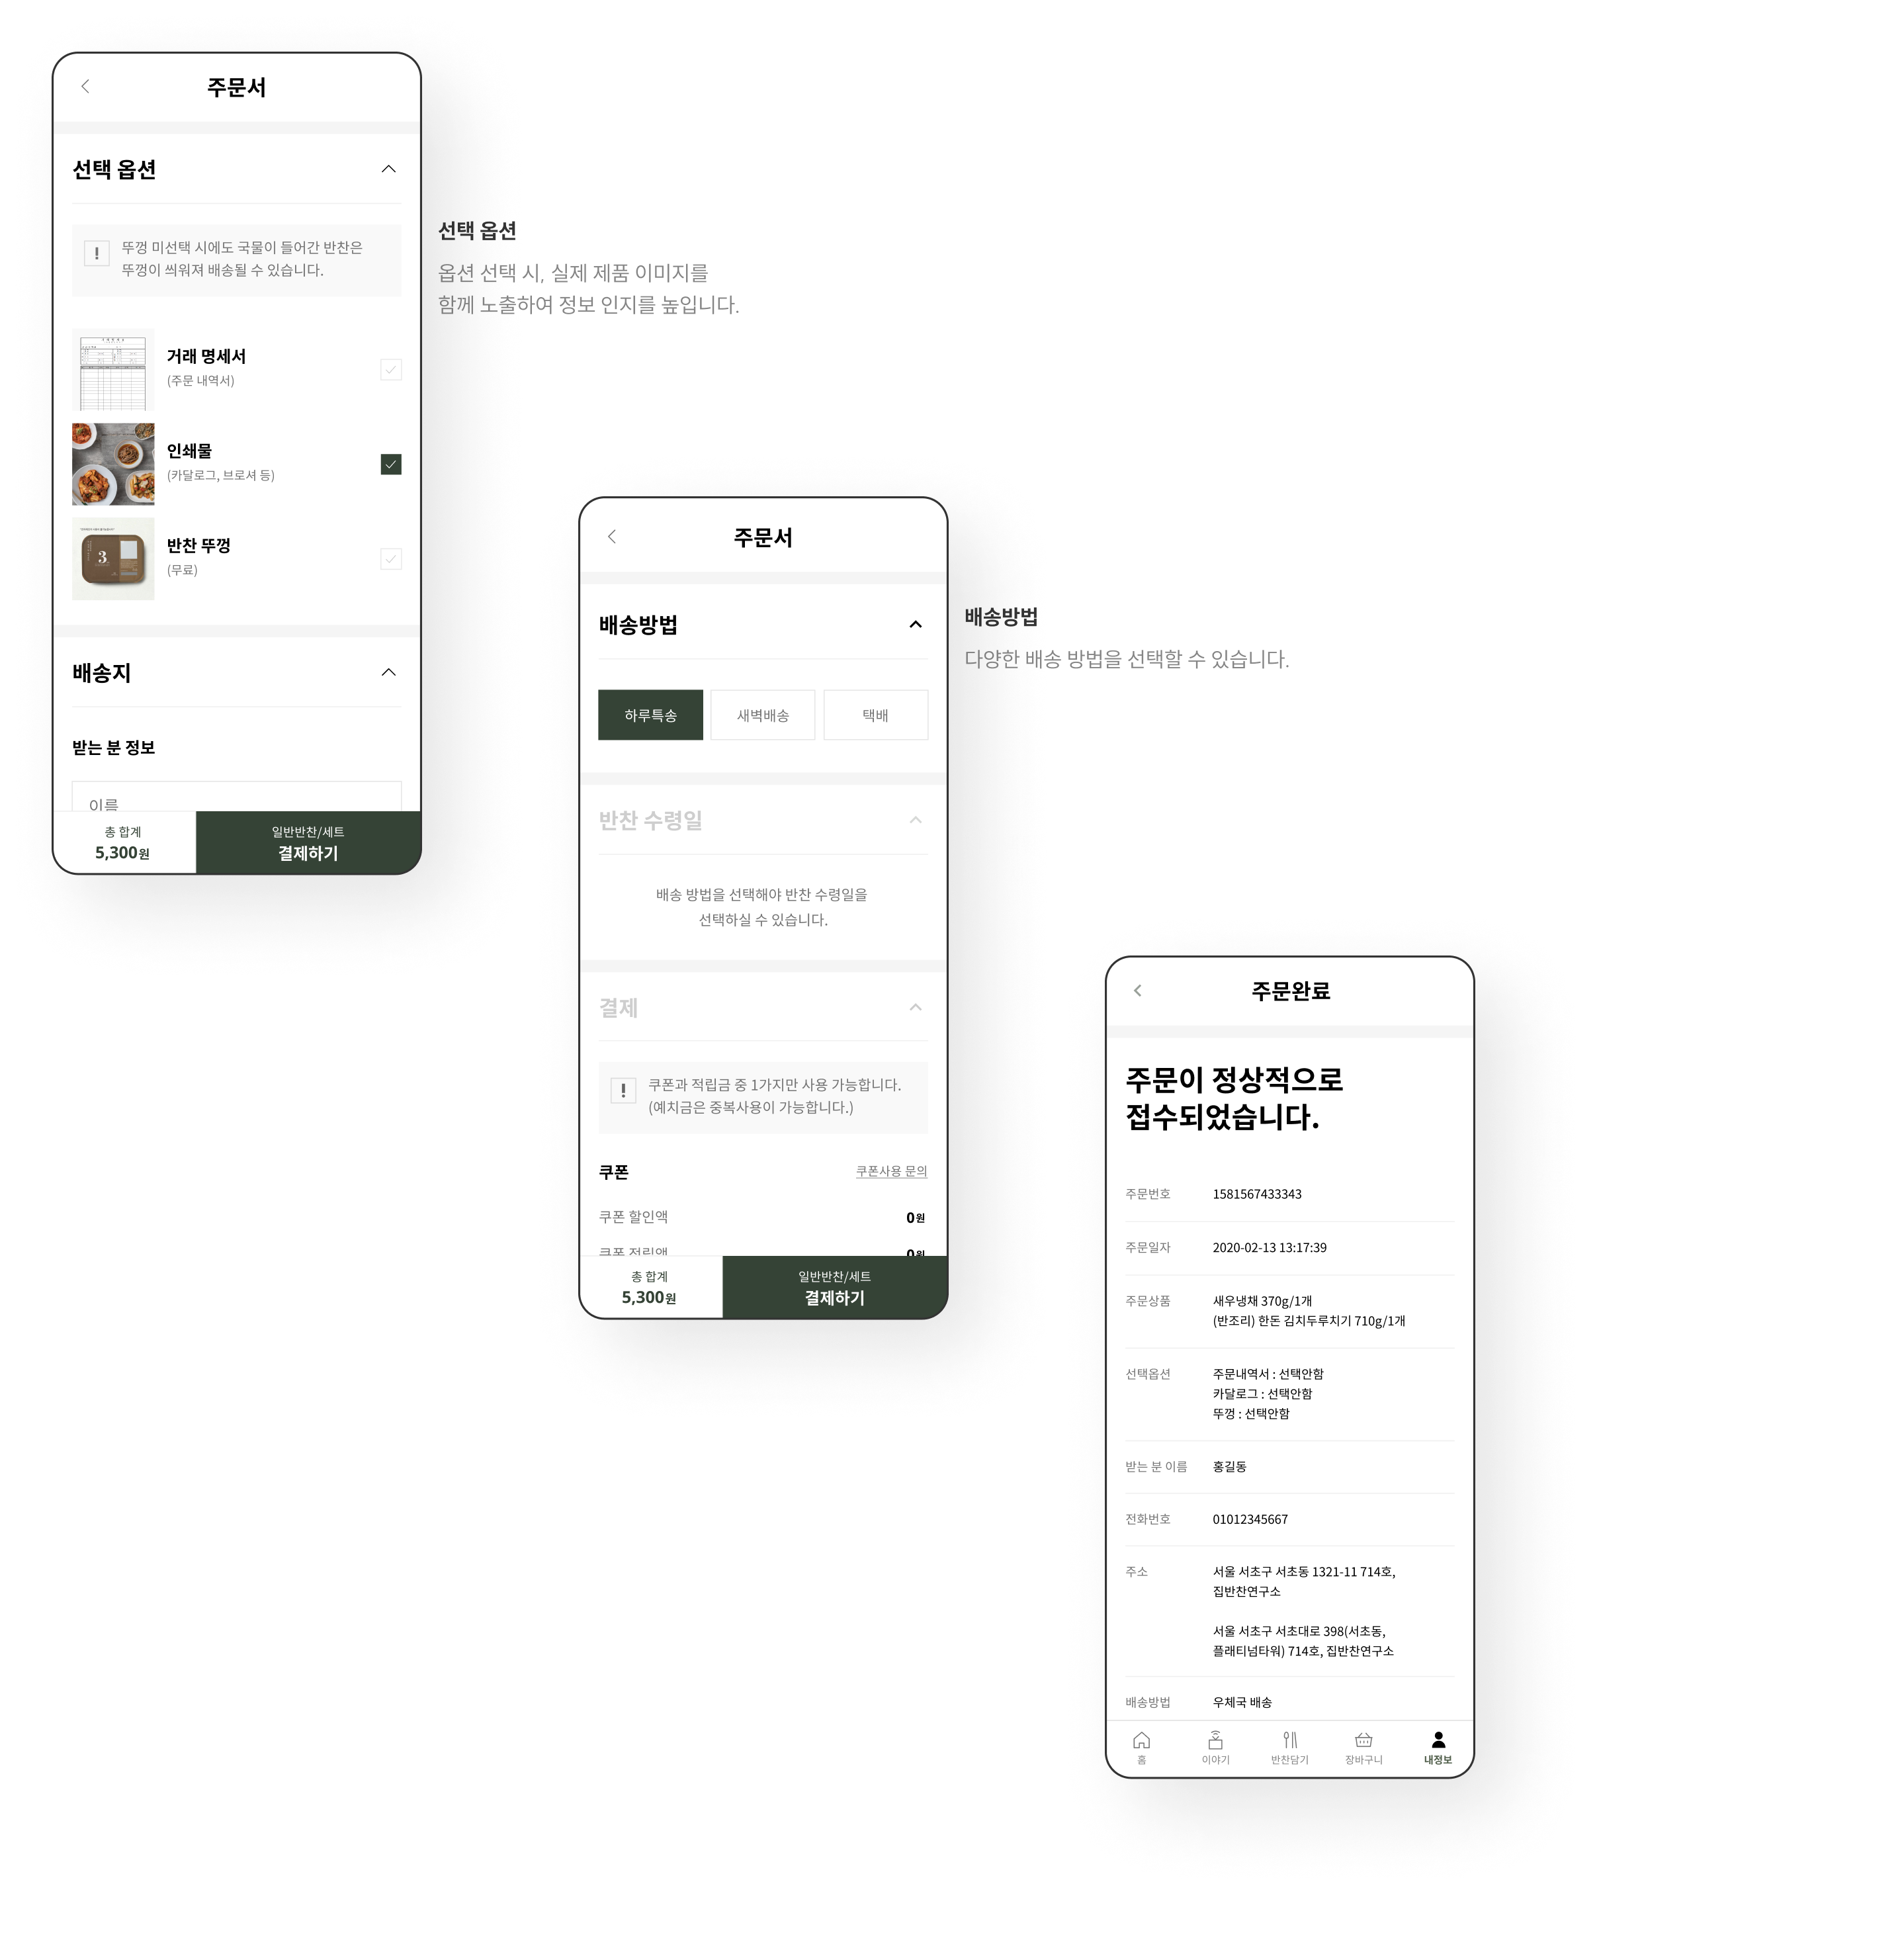 주문서
선택 옵션
뚜껑 미선택 시에도 국물이 들어간 반찬은
뚜껑이 씌워져 배송될 수 있습니다.
거래 명세서
(주문 내역서)
인쇄물
(카달로그, 브로셔 등)
3
반찬 뚜껑
(무료)
배송지
받는 분 정보
이름
총 합계
5,300원
일반반찬/세트
결제하기
선택 옵션
옵션 선택 시, 실제 제품 이미지를
함께 노출하여 정보 인지를 높입니다.
주문서
배송방법
하루특송 새벽배송 택배
반찬 수령일
배송 방법을 선택해야 반찬 수령일을
선택하실 수 있습니다.
결제
쿠폰과 적립금 중 1가지만 사용 가능합니다.
(예치금은 중복사용이 가능합니다.)
쿠폰 쿠폰사용 문의
쿠폰 할인액 0원
쿠폰 적립액 0원
총 합계
5,300원
일반반찬/세트
결제하기
배송방법
다양한 배송 방법을 선택할 수 있습니다.
주문완료
주문이 정상적으로
접수되었습니다.
주문번호 1581567433343
주문일자 2020-02-13 13:17:39
주문상품 새우냉채 370g/1개
(반조리) 한돈 김치두루치기 710g/1개
선택옵션 주문내역서 : 선택안함
카달로그 : 선택안함
뚜껑 : 선택안함
받는 분 이름 홍길동
전화번호 01012345667
주소 서울 서초구 서초동 1321-11 714호,
집반찬연구소
서울 서초구 서초대로 398(서초동,
플래티넘타워) 714호, 집반찬연구소
배송방법 우체국 배송
홈 이야기 반찬담기 장바구니 내정보